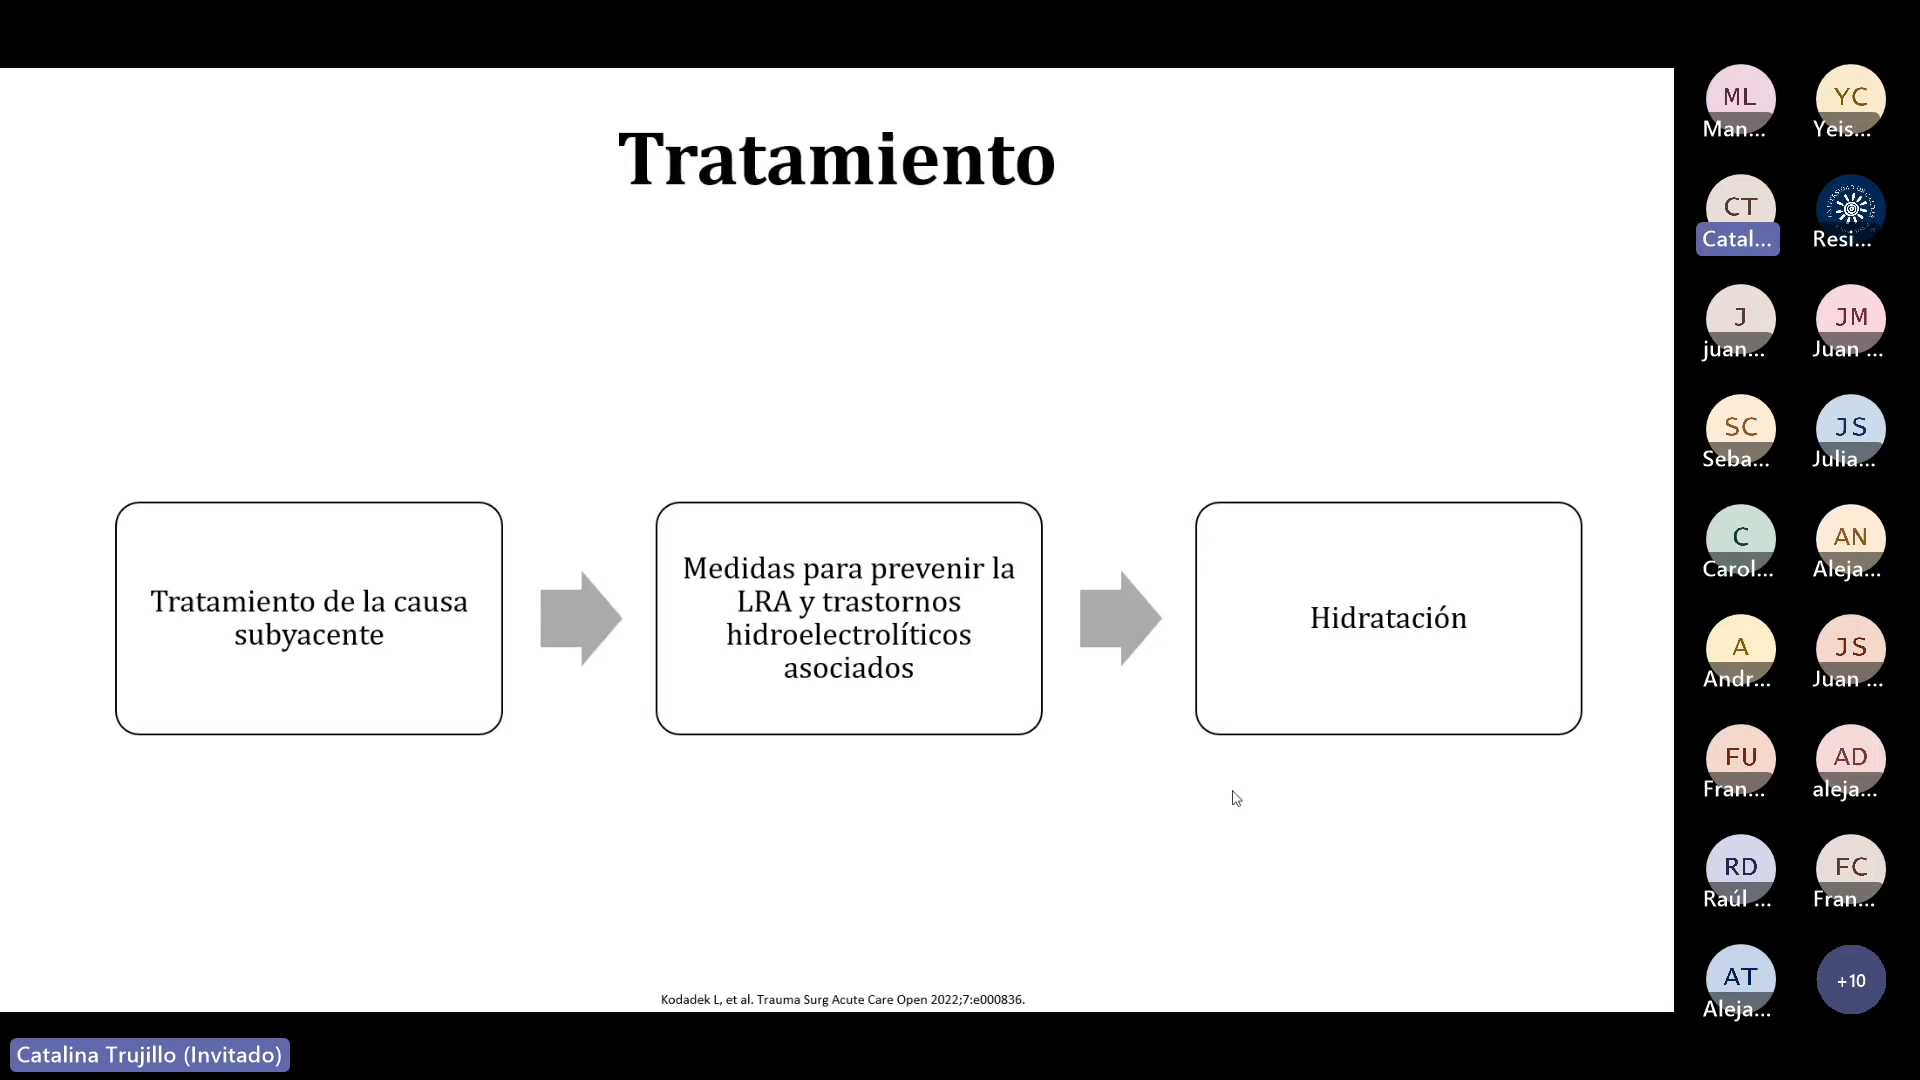 Tratamiento
Tratamiento de la causa
subyacente
Medidas para prevenir la
LRA y trastornos
hidroelectrolíticos
asociados
Hidratación
Kodadek L, et al. Trauma Surg Acute Care Open 2022;7:e000836.
Catalina Trujillo (Invitado)
ML
Man...
YC
Yeis...
CT
Catal...
Resi...
J
juan...
JM
Juan ...
SC
Seba...
JS
Julia...
C
Carol...
AN
Aleja...
A
Andr...
JS
Juan ...
FU
Fran...
AD
aleja...
RD
Raúl ...
FC
Fran...
AT
Aleja...
+10